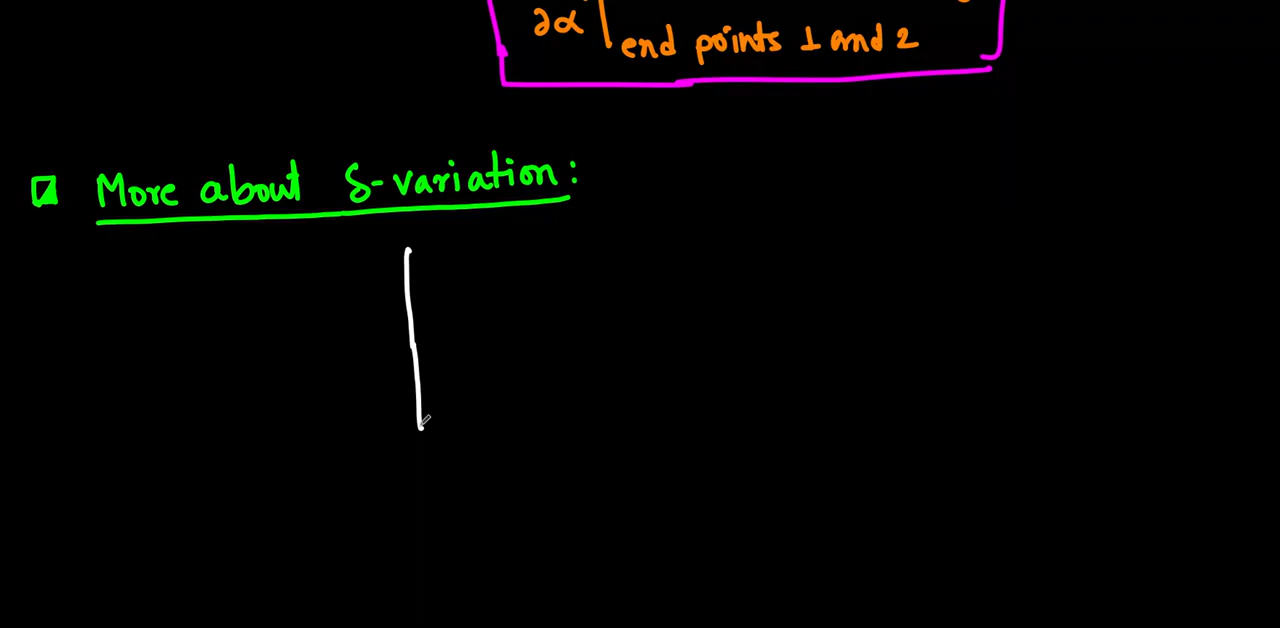 ∂α | end points 1 and 2
More about δ-variation: